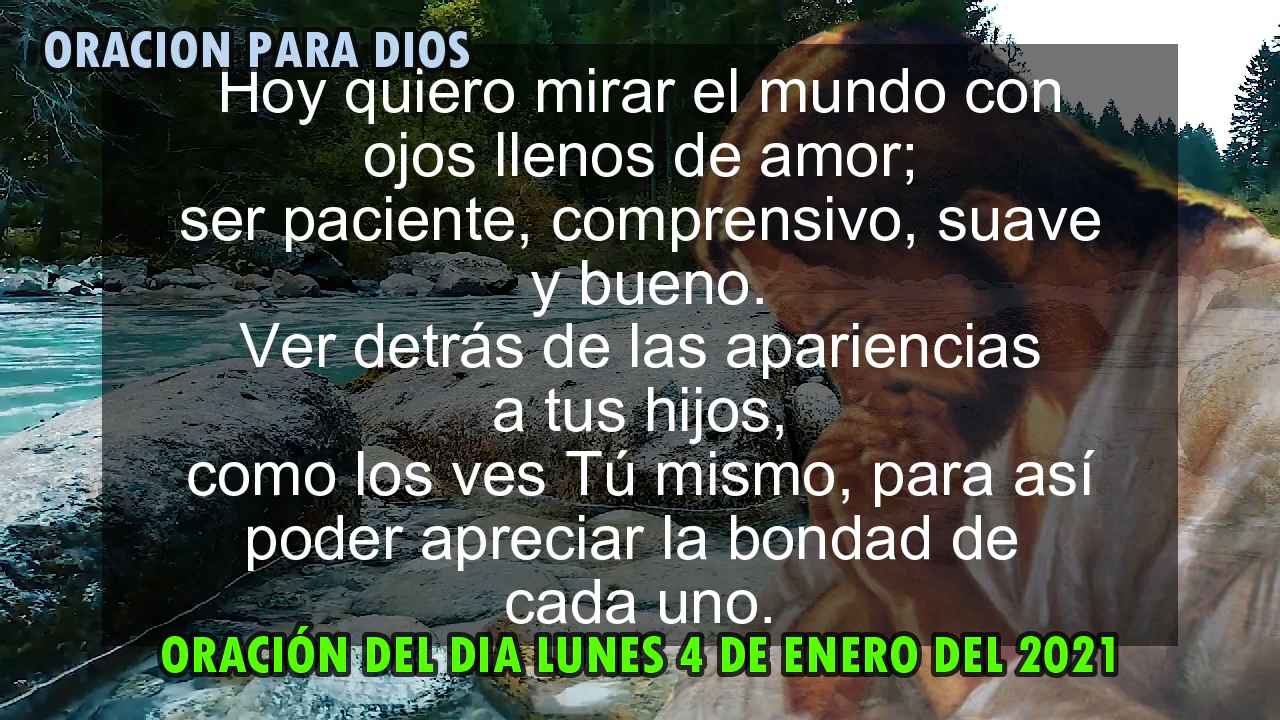 ORACION PARA DIOS
Hoy quiero mirar el mundo con
ojos llenos de amor;
ser paciente, comprensivo, suave
y bueno.
Ver detrás de las apariencias
a tus hijos,
como los ves Tú mismo, para así
poder apreciar la bondad de
cada uno.
ORACIÓN DEL DIA LUNES 4 DE ENERO DEL 2021